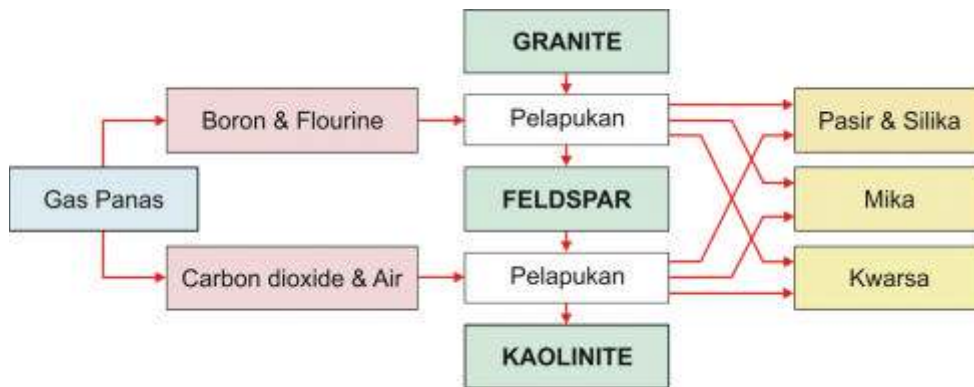 GRANITE
Boron & Flourine
Pelapukan
Pasir & Silika
Gas Panas
FELDSPAR
Mika
Carbon dioxide & Air
Pelapukan
Kwarsa
KAOLINITE